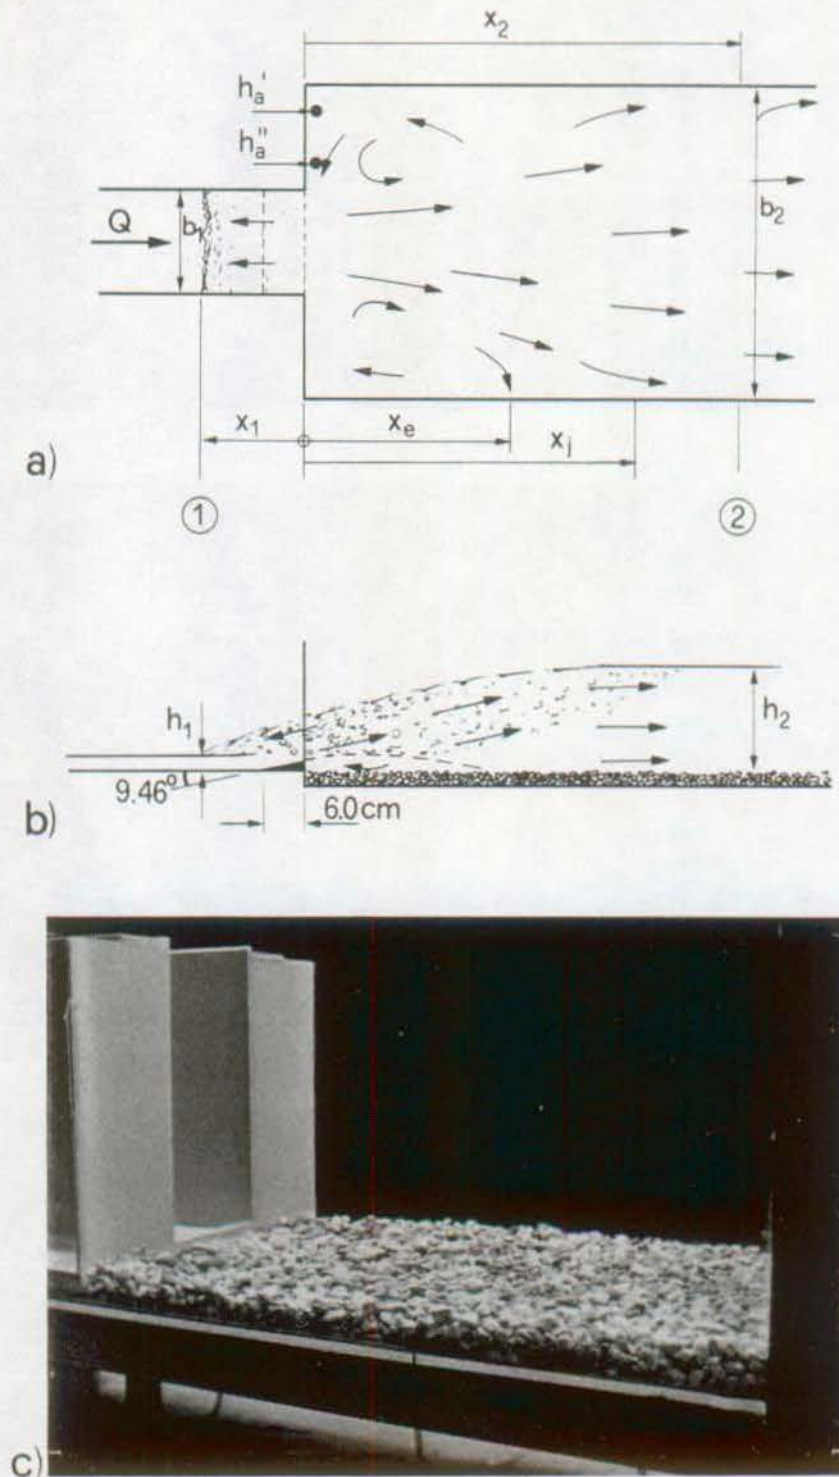 x₂
hₐ'
hₐ''
Q
b₁
b₂
x₁
xₑ
xⱼ
a)
① ②
h₁
h₂
9.46°
6.0cm
b)
c)